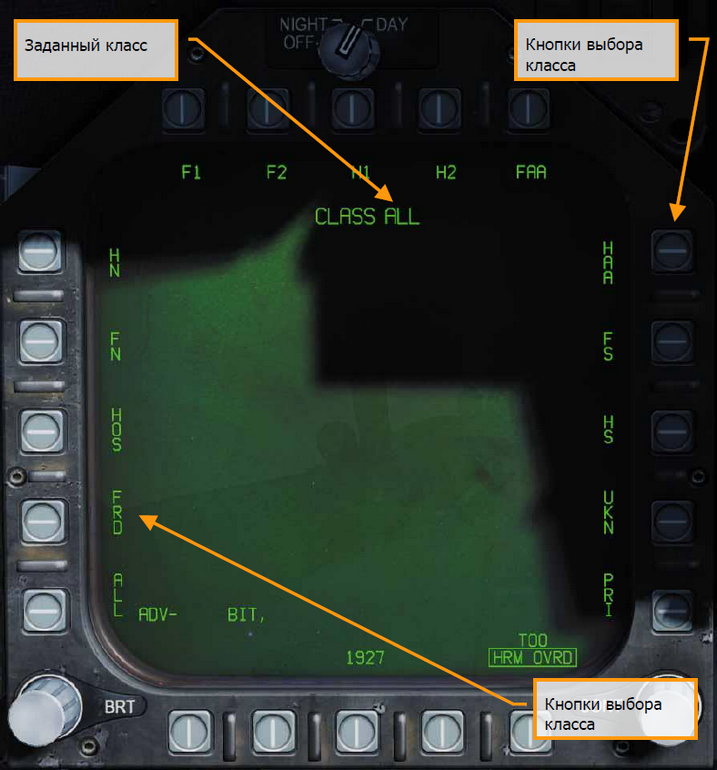 NIGHT DAY
OFF
Заданный класс
Кнопки выбора
класса
F1 F2 H1 H2 FAA
CLASS ALL
HN
HAA
FN
FS
HOS
HS
FRD
UKN
ALL
PRI
ADV- BIT,
TOO
1927 HRM OVRD
BRT
Кнопки выбора
класса